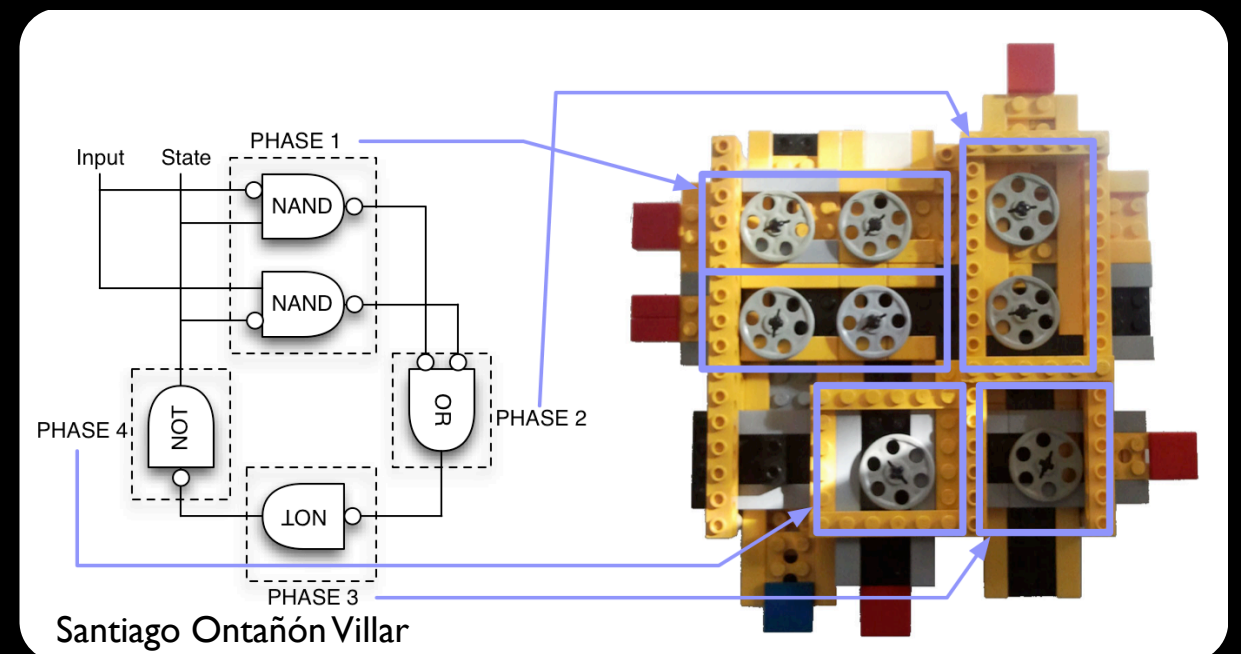 PHASE 1
Input State
NAND
NAND
OR
PHASE 2
NOT
PHASE 4
NOT
PHASE 3
Santiago Ontañón Villar